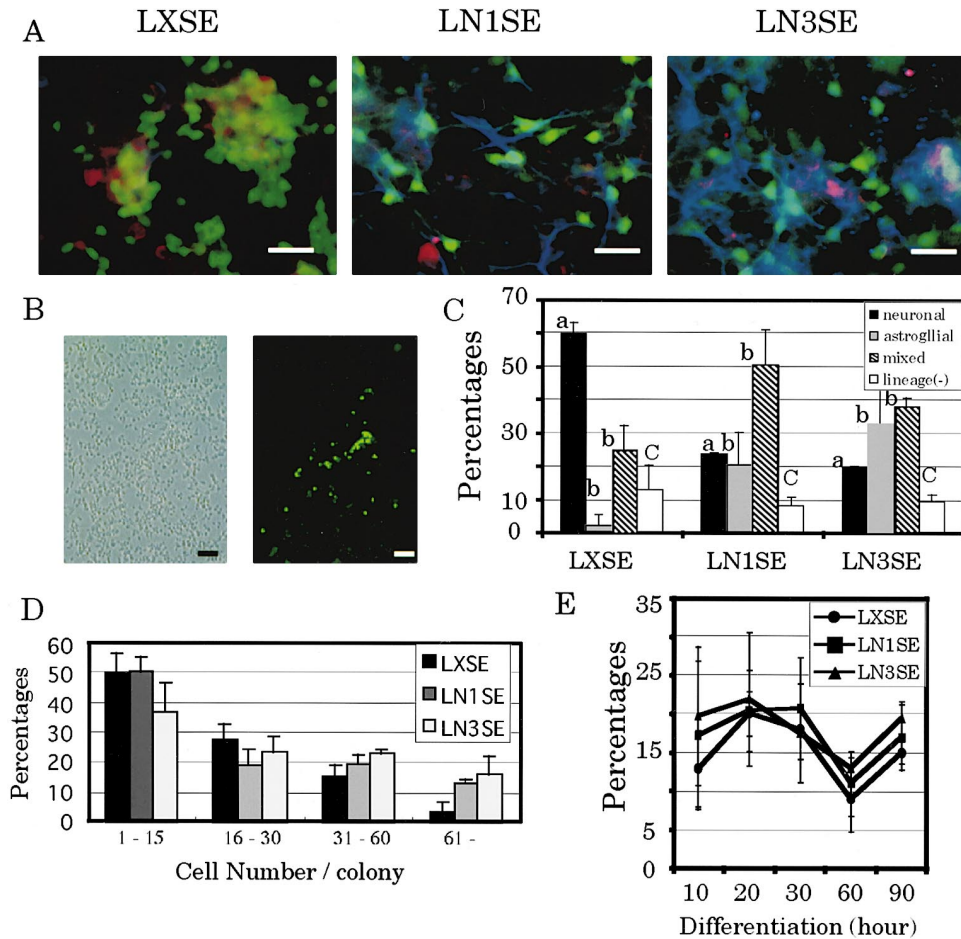 A
LXSE
LN1SE
LN3SE
B
C
Percentages
70
50
30
10
0
a
b
b
C
a
b
b
C
a
b
b
C
neuronal
astrogllial
mixed
lineage(-)
LXSE
LN1SE
LN3SE
D
Percentages
60
50
40
30
20
10
0
LXSE
LN1SE
LN3SE
1 - 15
16 - 30
31 - 60
61 -
Cell Number / colony
E
Percentages
35
25
15
5
0
LXSE
LN1SE
LN3SE
10
20
30
60
90
Differentiation (hour)